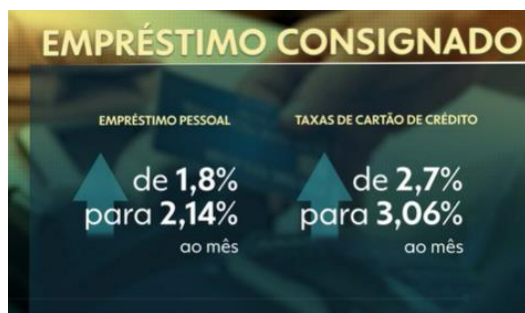 EMPRÉSTIMO CONSIGNADO
EMPRÉSTIMO PESSOAL
de 1,8%
para 2,14%
ao mês
TAXAS DE CARTÃO DE CRÉDITO
de 2,7%
para 3,06%
ao mês